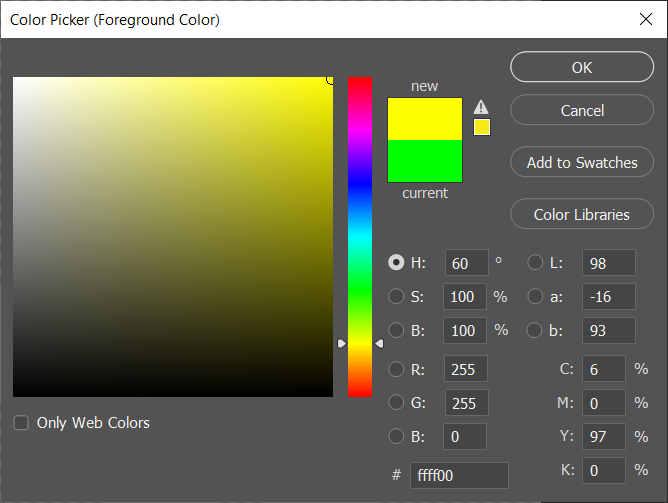 Color Picker (Foreground Color)
new
current
OK
Cancel
Add to Swatches
Color Libraries
H: 60 ° L: 98
S: 100 % a: -16
B: 100 % b: 93
R: 255 C: 6 %
G: 255 M: 0 %
B: 0 Y: 97 %
# ffff00 K: 0 %
Only Web Colors